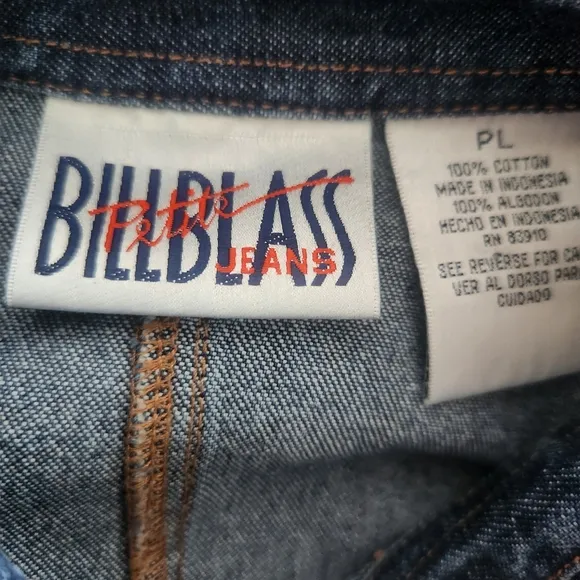 BILLBLASS
Petite
JEANS
PL
100% COTTON
MADE IN INDONESIA
100% ALGODON
HECHO EN INDONESIA
RN 83910
SEE REVERSE FOR CA
VER AL DORSO PARA
CUIDADO